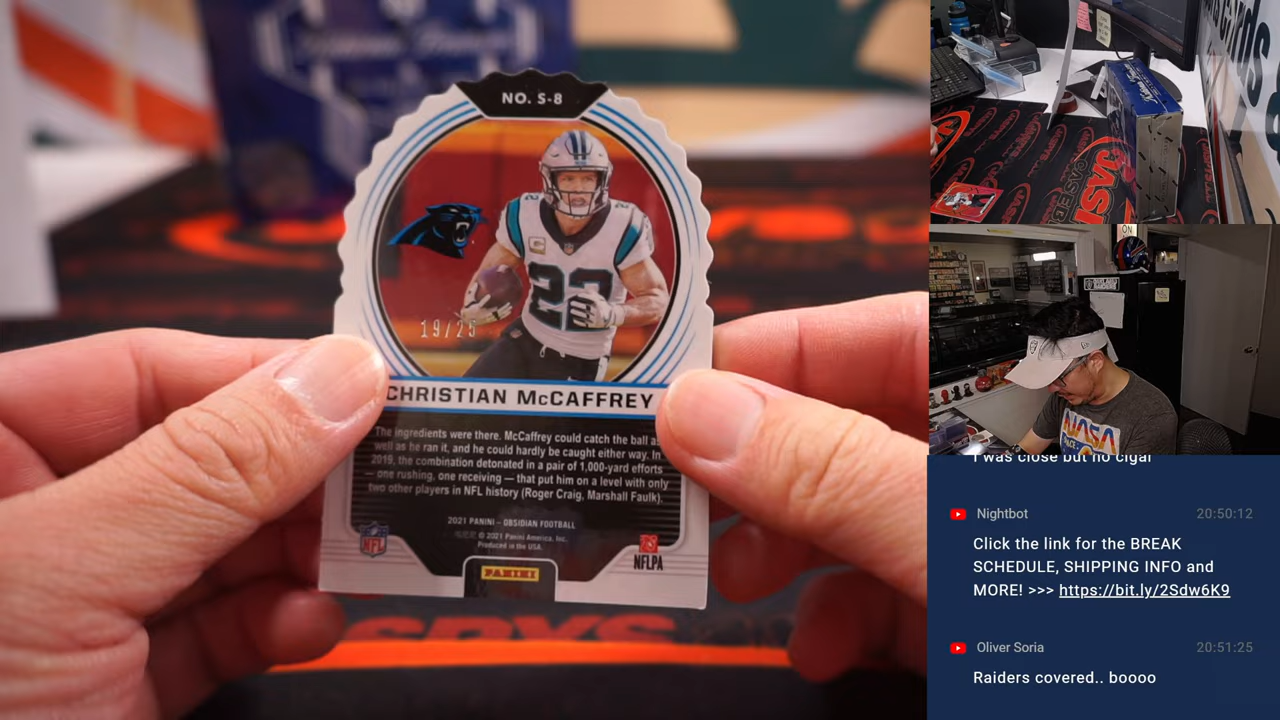 NO. S-8
22
19/25
CHRISTIAN McCAFFREY
The ingredients were there. McCaffrey could catch the ball as
well as he ran it, and he could hardly be caught either way. In
2019, the combination detonated in a pair of 1,000-yard efforts
— one rushing, one receiving — that put him on a level with only
two other players in NFL history (Roger Craig, Marshall Faulk).
2021 PANINI – OBSIDIAN FOOTBALL
© 2021 Panini America, Inc.
Produced in the USA.
NFL
PANINI
NFLPA
ON
NASA
I was close but no cigar
Nightbot 20:50:12
Click the link for the BREAK
SCHEDULE, SHIPPING INFO and
MORE! >>> https://bit.ly/2Sdw6K9
Oliver Soria 20:51:25
Raiders covered.. boooo